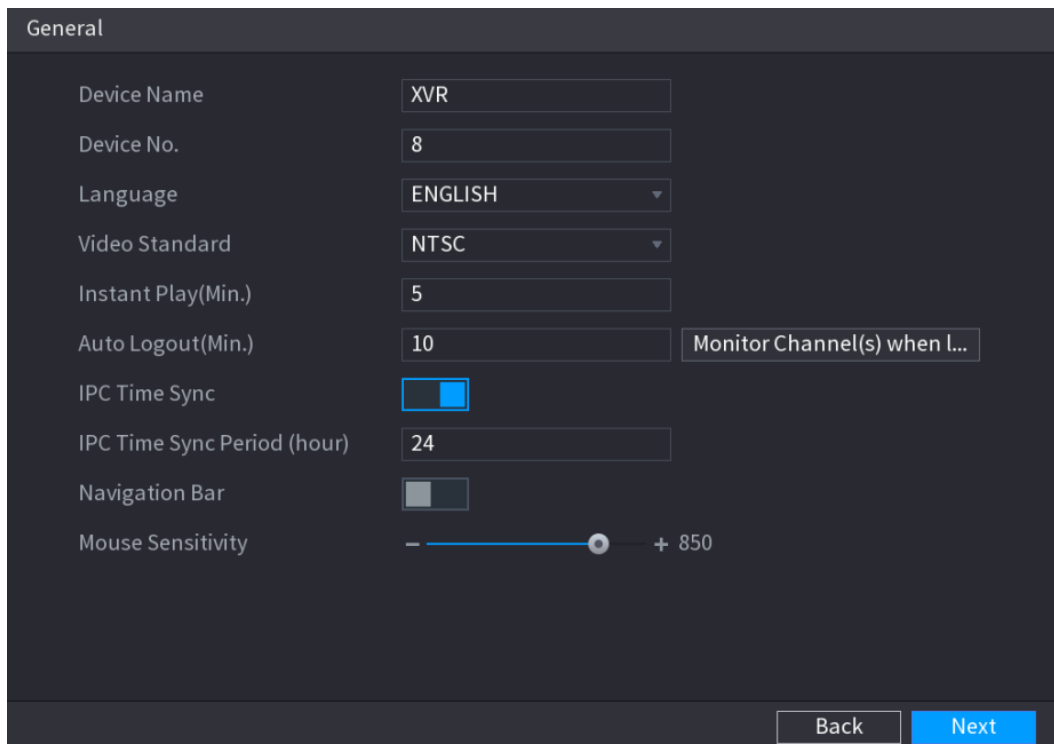 General
Device Name XVR
Device No. 8
Language ENGLISH
Video Standard NTSC
Instant Play(Min.) 5
Auto Logout(Min.) 10 Monitor Channel(s) when l...
IPC Time Sync
IPC Time Sync Period (hour) 24
Navigation Bar
Mouse Sensitivity − + 850
Back Next